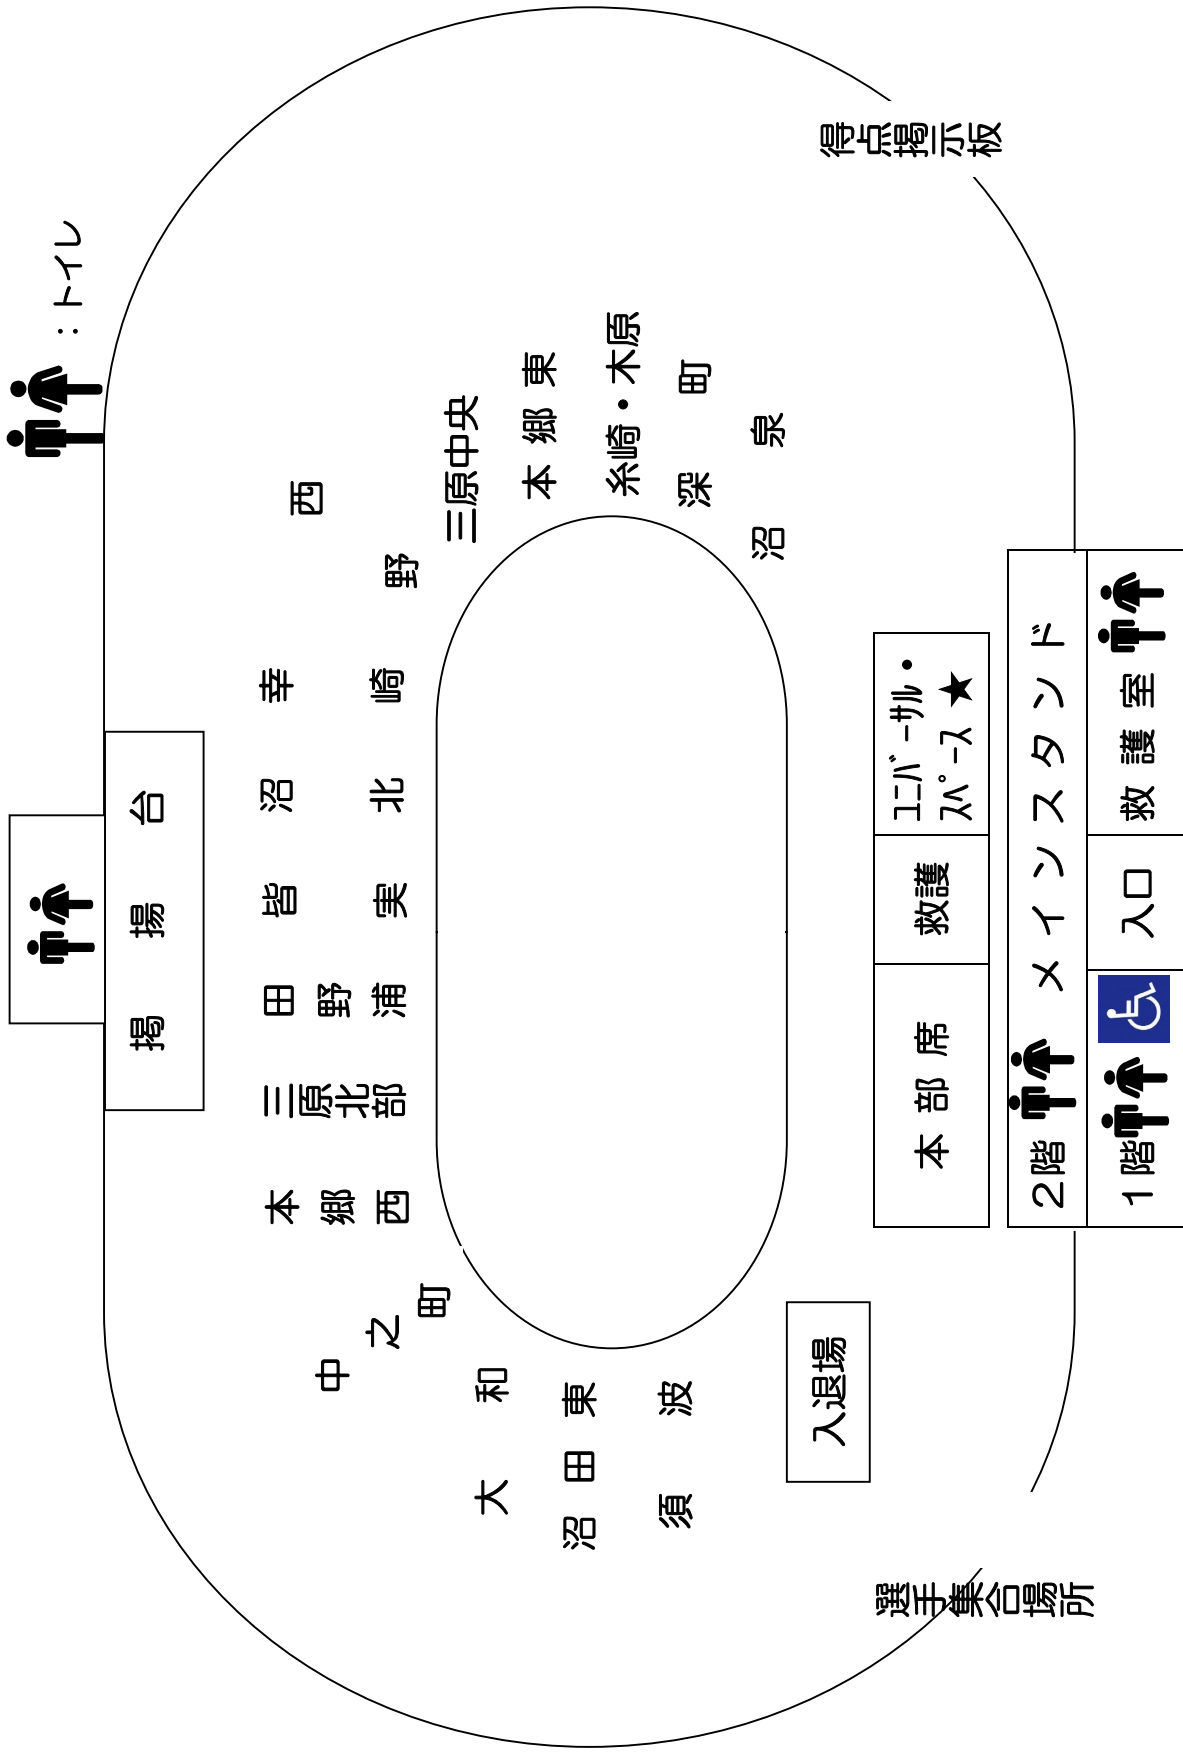 ：トイレ
掲揚台
中之町
本郷西
三原北部
田野浦
皆実
沼北
幸崎
西野
大和
沼田東
須波
三原中央
本郷東
糸崎・木原
深町
沼泉
入退場
選手集合場所
得点掲示板
本部席
救護
ﾕﾆﾊﾞｰｻﾙ・
ｽﾍﾟｰｽ★
２階 メインスタンド
１階 入口 救護室